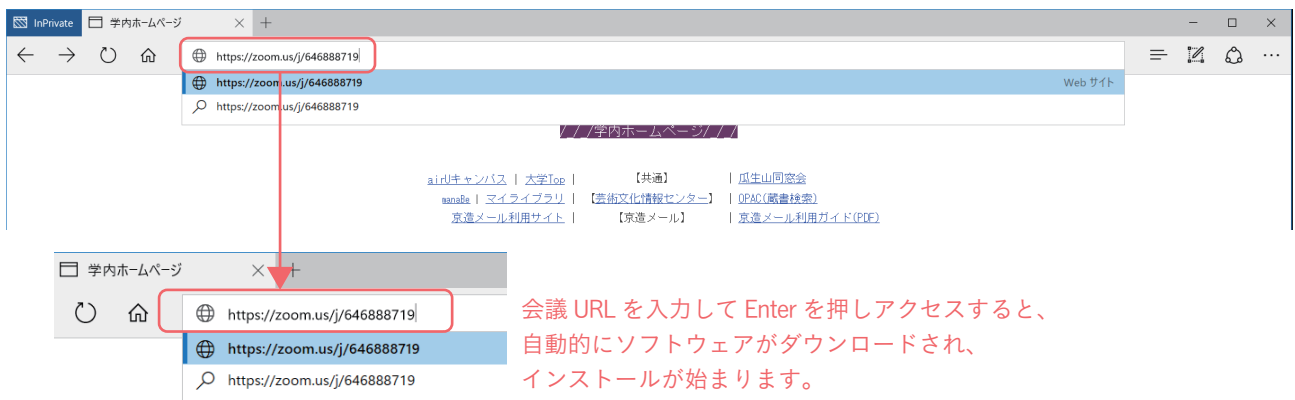 InPrivate 学内ホームページ
https://zoom.us/j/646888719
https://zoom.us/j/646888719 Web サイト
https://zoom.us/j/646888719
/_/_/学内ホームページ/_/_/
airUキャンパス | 大学Top | 【共通】 | 瓜生山同窓会
manaBe | マイライブラリ | 【芸術文化情報センター】 | OPAC(蔵書検索)
京造メール利用サイト | 【京造メール】 | 京造メール利用ガイド(PDF)
学内ホームページ
https://zoom.us/j/646888719
https://zoom.us/j/646888719
https://zoom.us/j/646888719
会議 URL を入力して Enter を押しアクセスすると、
自動的にソフトウェアがダウンロードされ、
インストールが始まります。